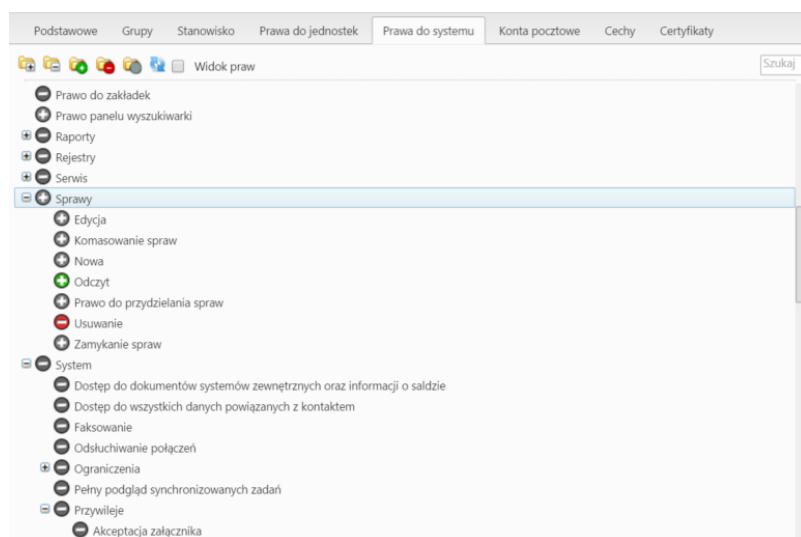 Podstawowe Grupy Stanowisko Prawa do jednostek Prawa do systemu Konta pocztowe Cechy Certyfikaty
Widok praw Szukaj
Prawo do zakładek
Prawo panelu wyszukiwarki
Raporty
Rejestry
Serwis
Sprawy
Edycja
Komasowanie spraw
Nowa
Odczyt
Prawo do przydzielania spraw
Usuwanie
Zamykanie spraw
System
Dostęp do dokumentów systemów zewnętrznych oraz informacji o saldzie
Dostęp do wszystkich danych powiązanych z kontaktem
Faksowanie
Odsłuchiwanie połączeń
Ograniczenia
Pełny podgląd synchronizowanych zadań
Przywileje
Akceptacja załącznika